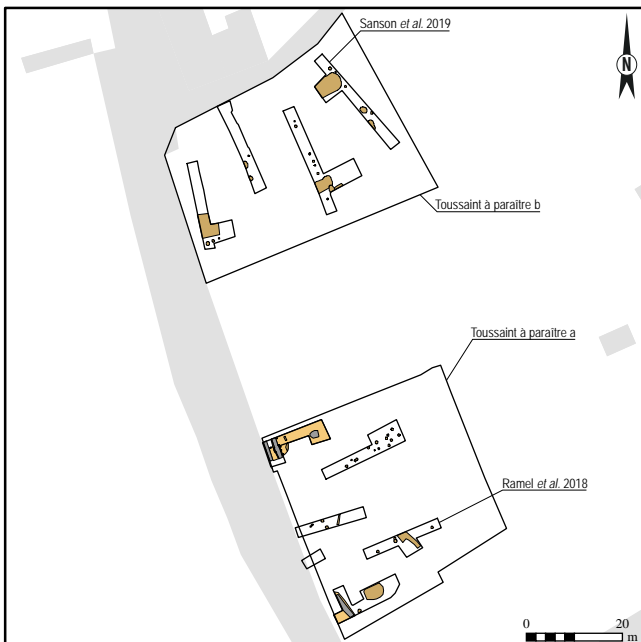 Sanson et al. 2019
N
Toussaint à paraître b
Toussaint à paraître a
Ramel et al. 2018
0 20
m